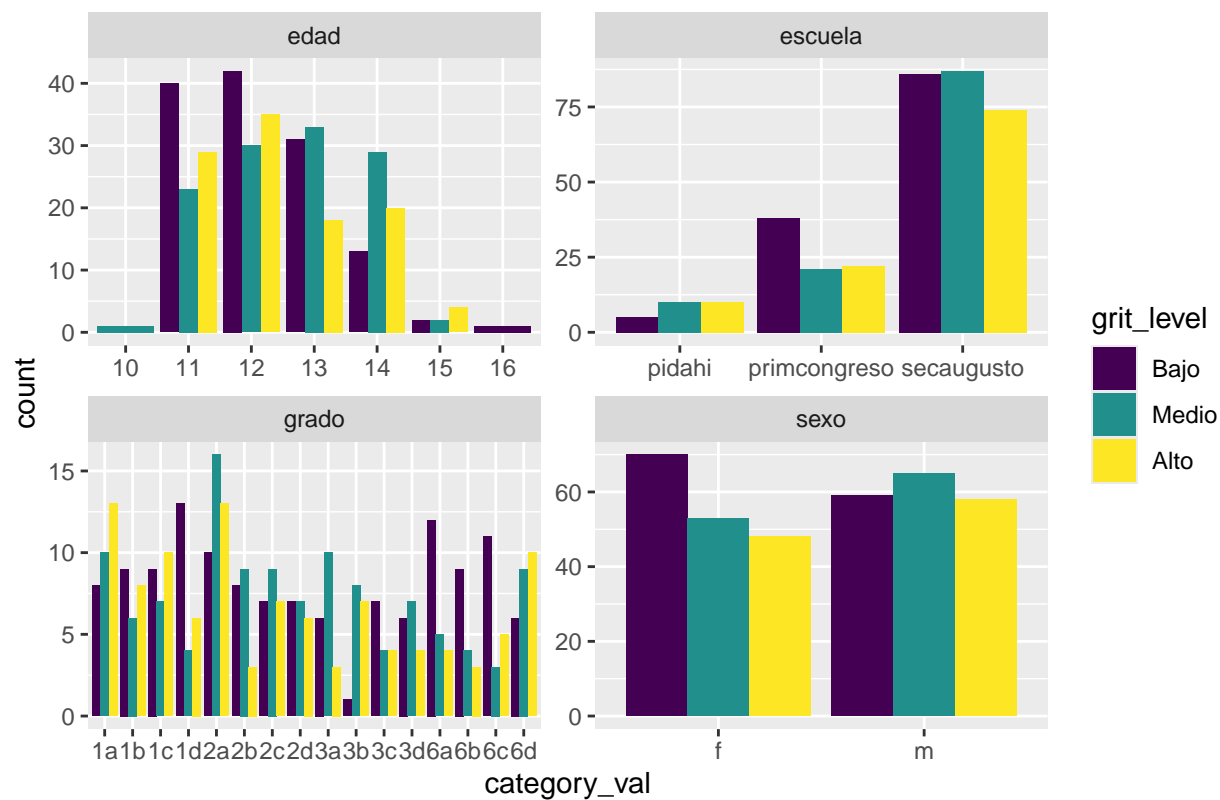 edad
40
30
20
10
0
10 11 12 13 14 15 16
escuela
75
50
25
0
pidahi primcongreso secaugusto
grado
15
10
5
0
1a 1b 1c 1d 2a 2b 2c 2d 3a 3b 3c 3d 6a 6b 6c 6d
sexo
60
40
20
0
f m
count
category_val
grit_level
Bajo
Medio
Alto